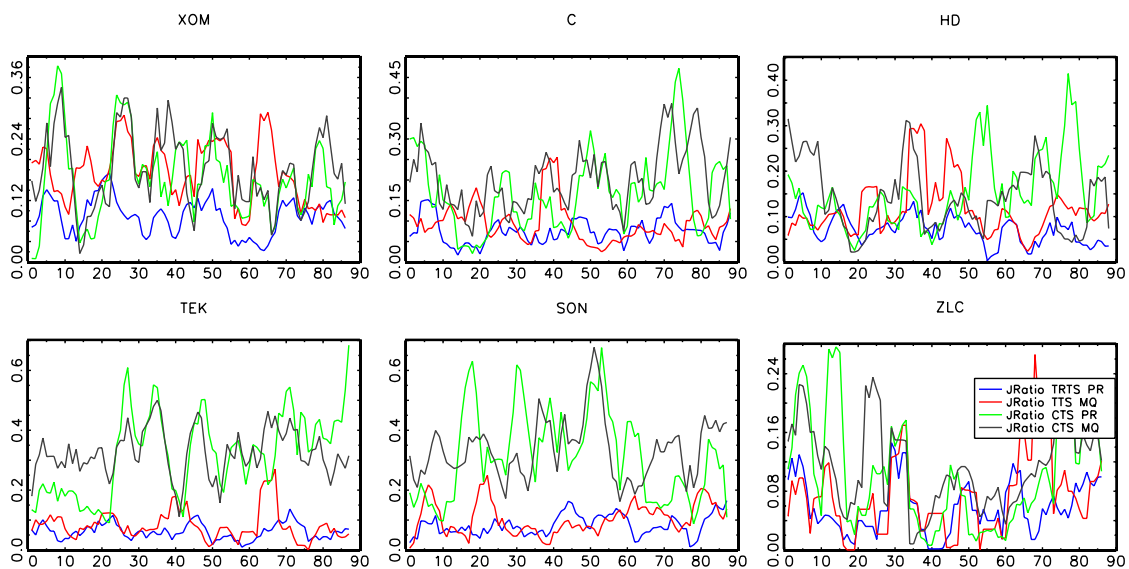 XOM
C
HD
0.00 0.12 0.24 0.36
0 10 20 30 40 50 60 70 80 90
0.00 0.15 0.30 0.45
0 10 20 30 40 50 60 70 80 90
0.00 0.10 0.20 0.30 0.40
0 10 20 30 40 50 60 70 80 90
TEK
SON
ZLC
0.0 0.2 0.4 0.6
0 10 20 30 40 50 60 70 80 90
0.0 0.2 0.4 0.6
0 10 20 30 40 50 60 70 80 90
0.00 0.08 0.16 0.24
0 10 20 30 40 50 60 70 80 90
JRatio TRTS PR
JRatio TTS MQ
JRatio CTS PR
JRatio CTS MQ